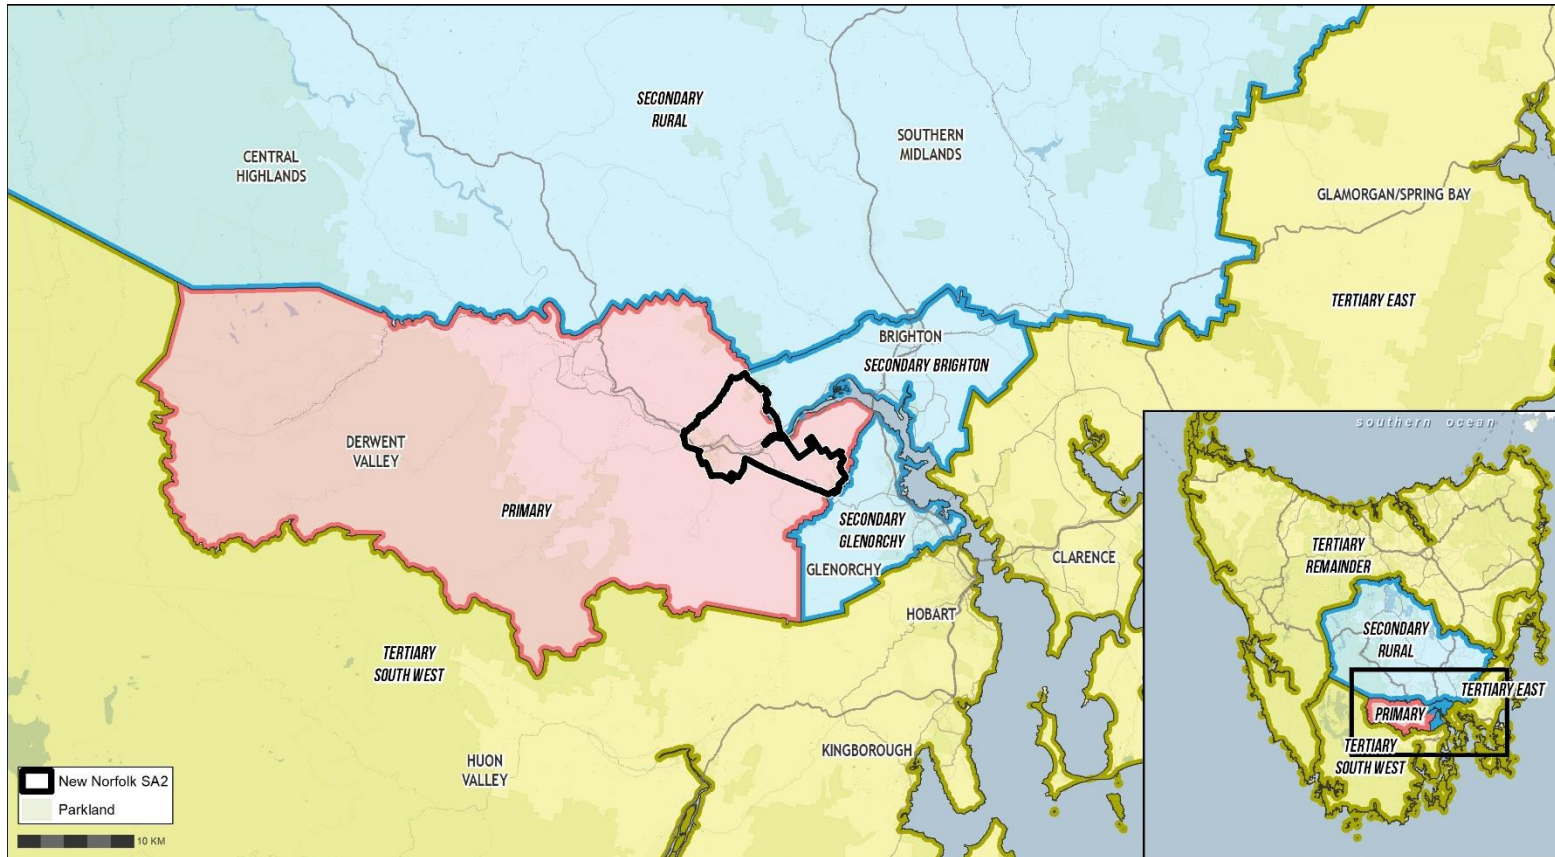 SECONDARY
RURAL
CENTRAL
HIGHLANDS
SOUTHERN
MIDLANDS
GLAMORGAN/SPRING BAY
TERTIARY EAST
BRIGHTON
SECONDARY BRIGHTON
DERWENT
VALLEY
PRIMARY
SECONDARY
GLENORCHY
GLENORCHY
CLARENCE
HOBART
TERTIARY
SOUTH WEST
KINGBOROUGH
HUON
VALLEY
New Norfolk SA2
Parkland
10 KM
southern ocean
TERTIARY
REMAINDER
SECONDARY
RURAL
TERTIARY EAST
PRIMARY
TERTIARY
SOUTH WEST